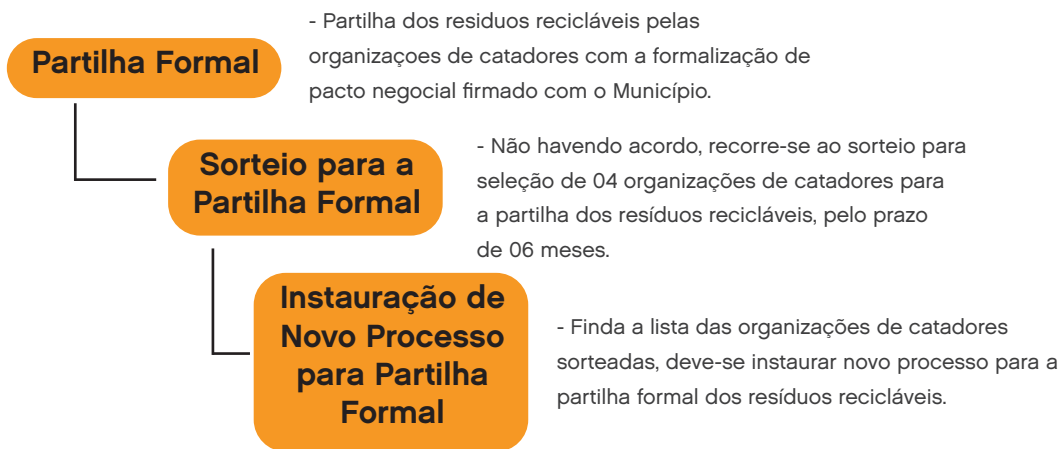 Partilha Formal
- Partilha dos residuos recicláveis pelas
organizaçoes de catadores com a formalização de
pacto negocial firmado com o Município.
Sorteio para a
Partilha Formal
- Não havendo acordo, recorre-se ao sorteio para
seleção de 04 organizações de catadores para
a partilha dos resíduos recicláveis, pelo prazo
de 06 meses.
Instauração de
Novo Processo
para Partilha
Formal
- Finda a lista das organizações de catadores
sorteadas, deve-se instaurar novo processo para a
partilha formal dos resíduos recicláveis.